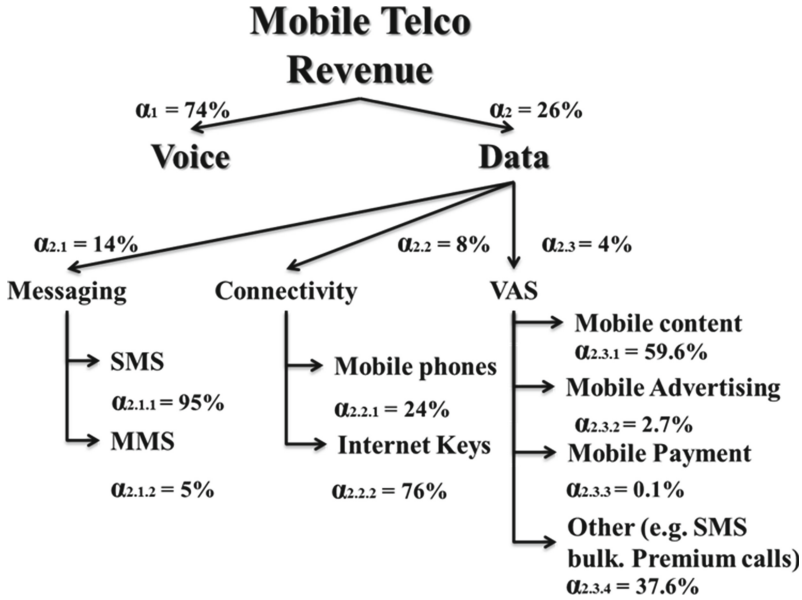 Mobile Telco
Revenue
α1 = 74%
α2 = 26%
Voice
Data
α2.1 = 14%
α2.2 = 8%
α2.3 = 4%
Messaging
Connectivity
VAS
SMS
α2.1.1 = 95%
MMS
α2.1.2 = 5%
Mobile phones
α2.2.1 = 24%
Internet Keys
α2.2.2 = 76%
Mobile content
α2.3.1 = 59.6%
Mobile Advertising
α2.3.2 = 2.7%
Mobile Payment
α2.3.3 = 0.1%
Other (e.g. SMS
bulk. Premium calls)
α2.3.4 = 37.6%